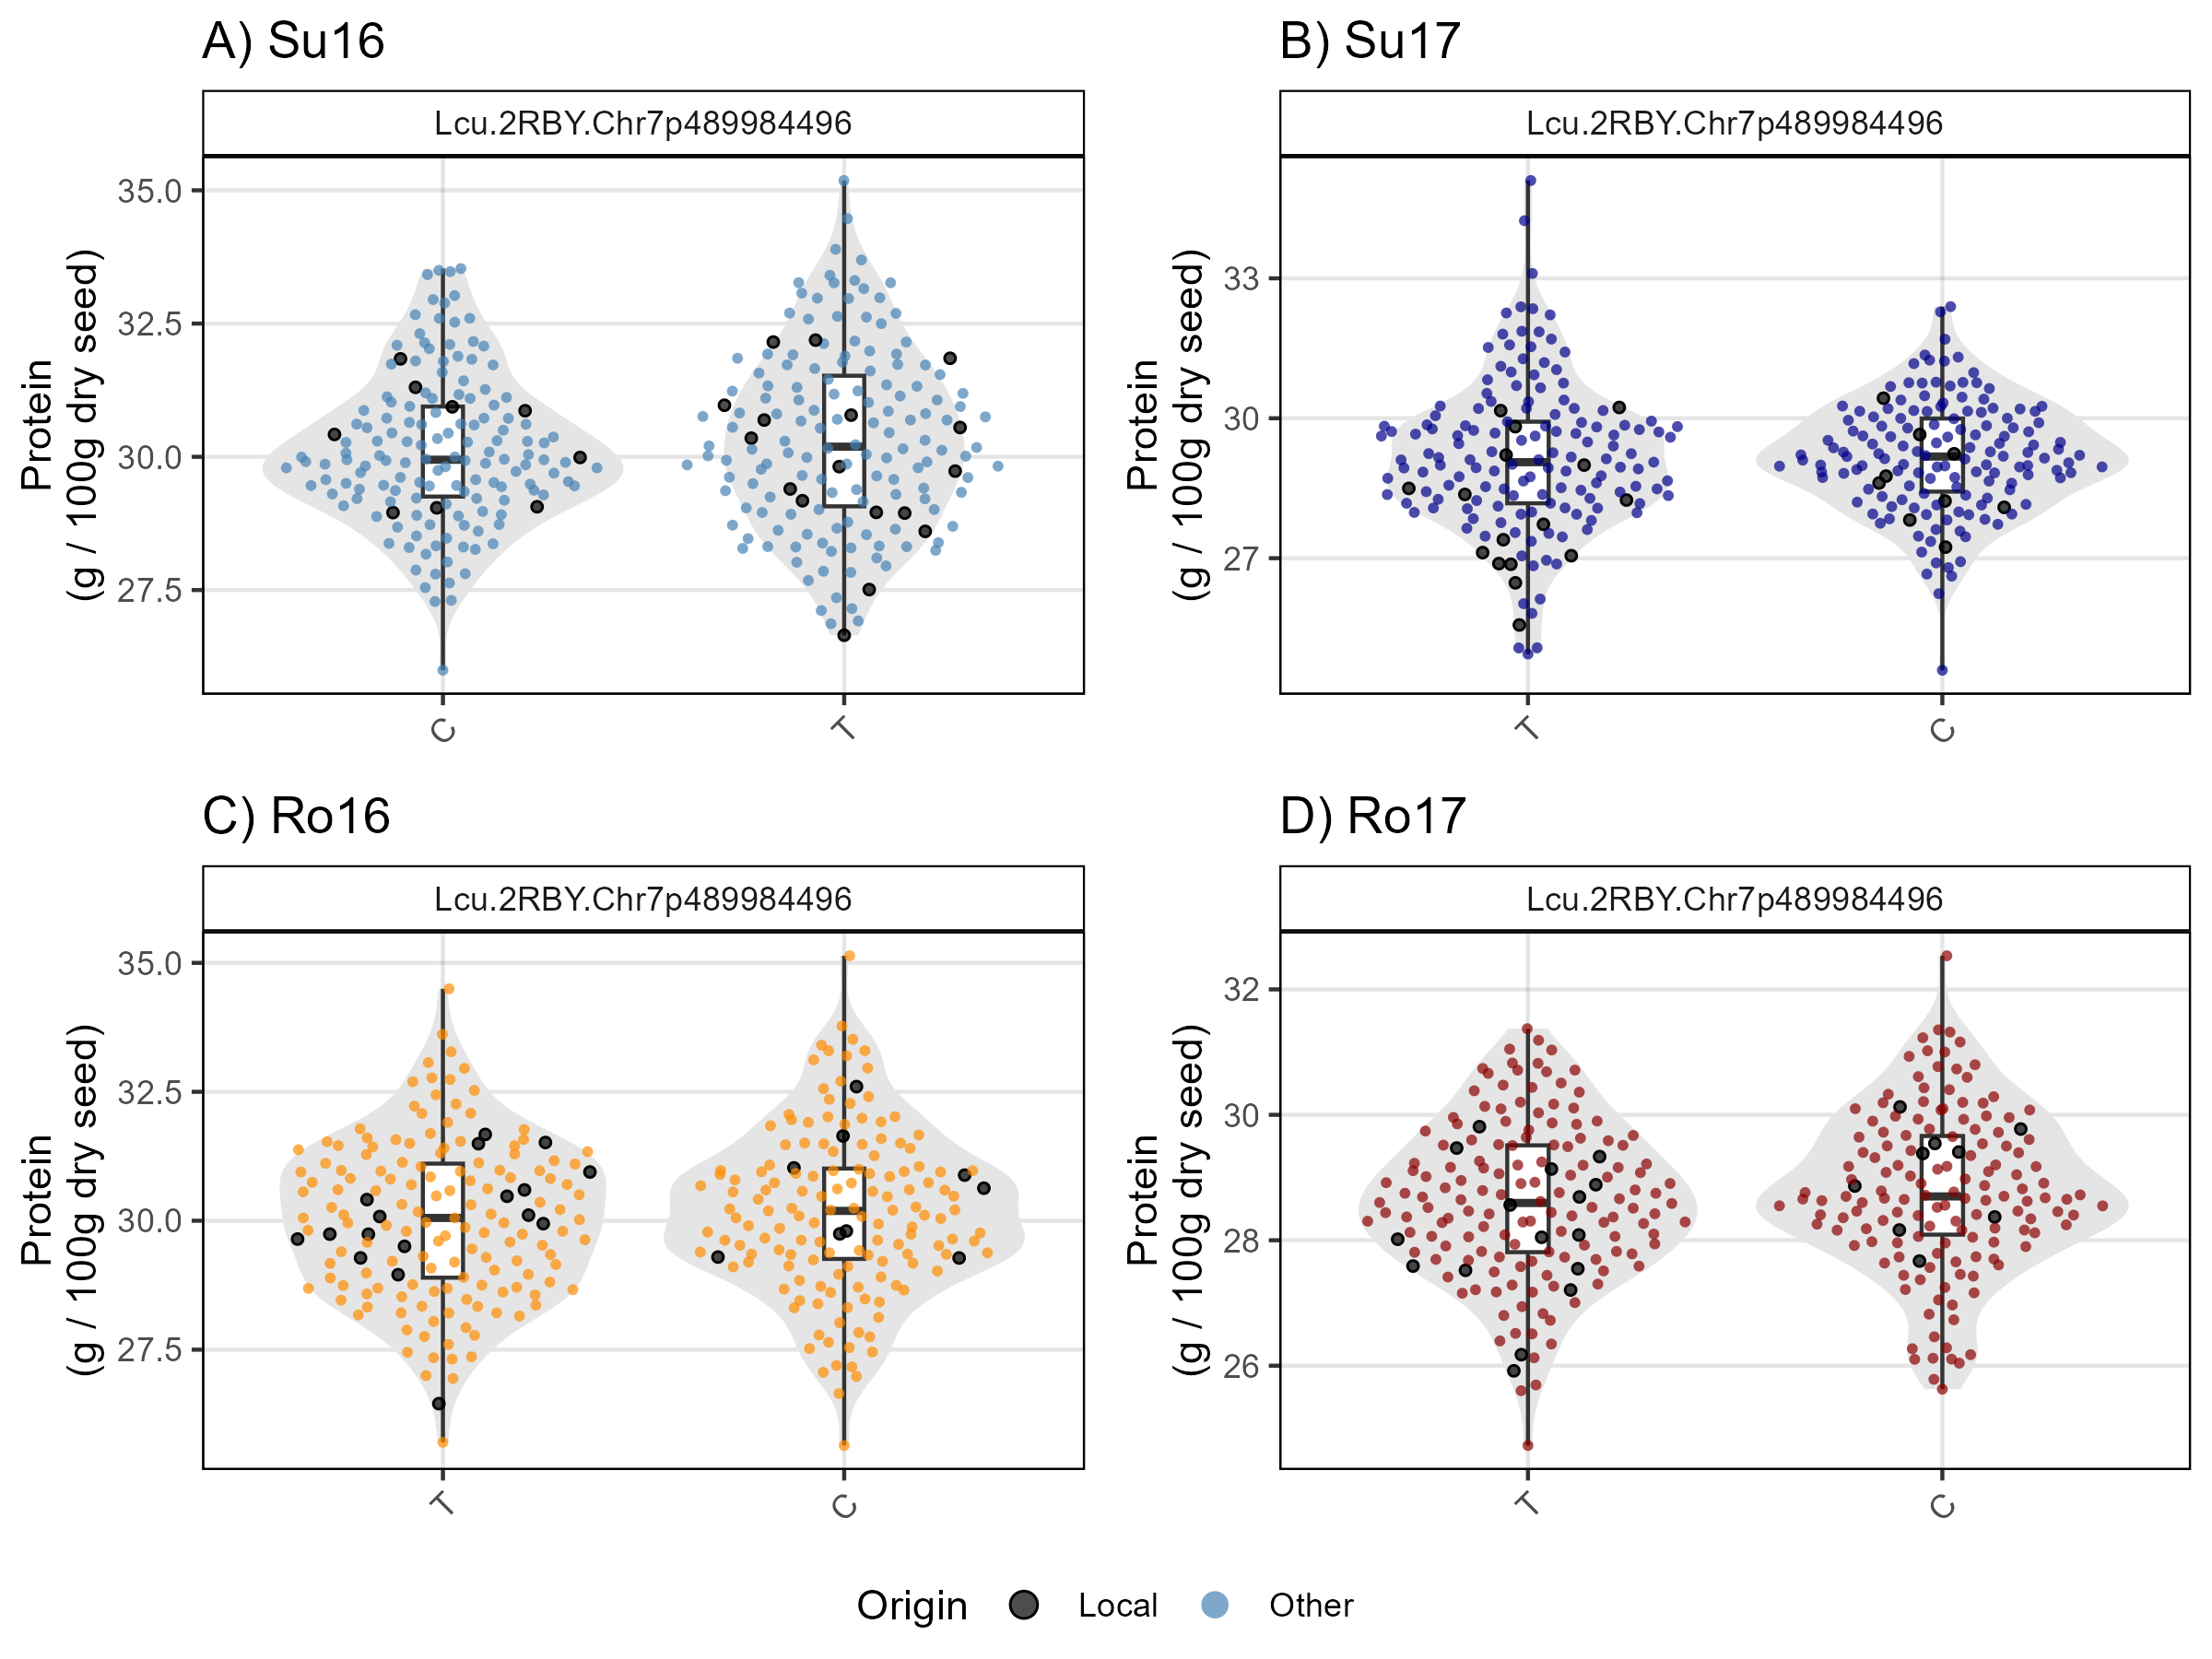 A) Su16
Lcu.2RBY.Chr7p489984496
Protein
(g / 100g dry seed)
35.0
32.5
30.0
27.5
C
T
B) Su17
Lcu.2RBY.Chr7p489984496
Protein
(g / 100g dry seed)
33
30
27
T
C
C) Ro16
Lcu.2RBY.Chr7p489984496
Protein
(g / 100g dry seed)
35.0
32.5
30.0
27.5
T
C
D) Ro17
Lcu.2RBY.Chr7p489984496
Protein
(g / 100g dry seed)
32
30
28
26
T
C
Origin Local Other